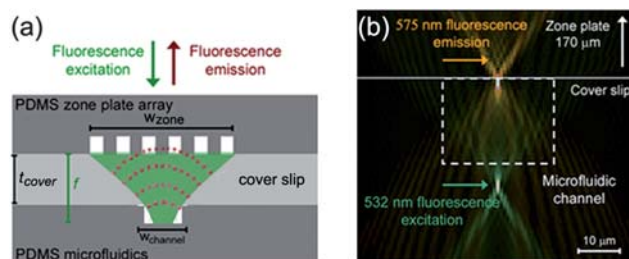 (a)
Fluorescence
excitation
Fluorescence
emission
PDMS zone plate array
wzone
tcover
f
cover slip
wchannel
PDMS microfluidics
(b)
575 nm fluorescence
emission
Zone plate
170 μm
Cover slip
Microfluidic
channel
532 nm fluorescence
excitation
10 μm